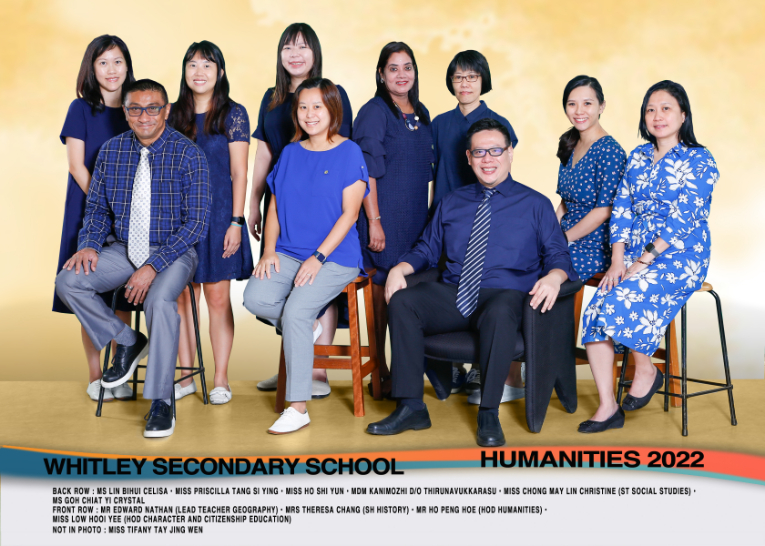 WHITLEY SECONDARY SCHOOL
HUMANITIES 2022
BACK ROW : MS LIN BIHUI CELISA • MISS PRISCILLA TANG SI YING • MISS HO SHI YUN • MDM KANIMOZHI D/O THIRUNAVUKKARASU • MISS CHONG MAY LIN CHRISTINE (ST SOCIAL STUDIES) •
MS GOH CHIAT YI CRYSTAL
FRONT ROW : MR EDWARD NATHAN (LEAD TEACHER GEOGRAPHY) • MRS THERESA CHANG (SH HISTORY) • MR HO PENG HOE (HOD HUMANITIES) •
MISS LOW HOOI YEE (HOD CHARACTER AND CITIZENSHIP EDUCATION)
NOT IN PHOTO : MISS TIFANY TAY JING WEN